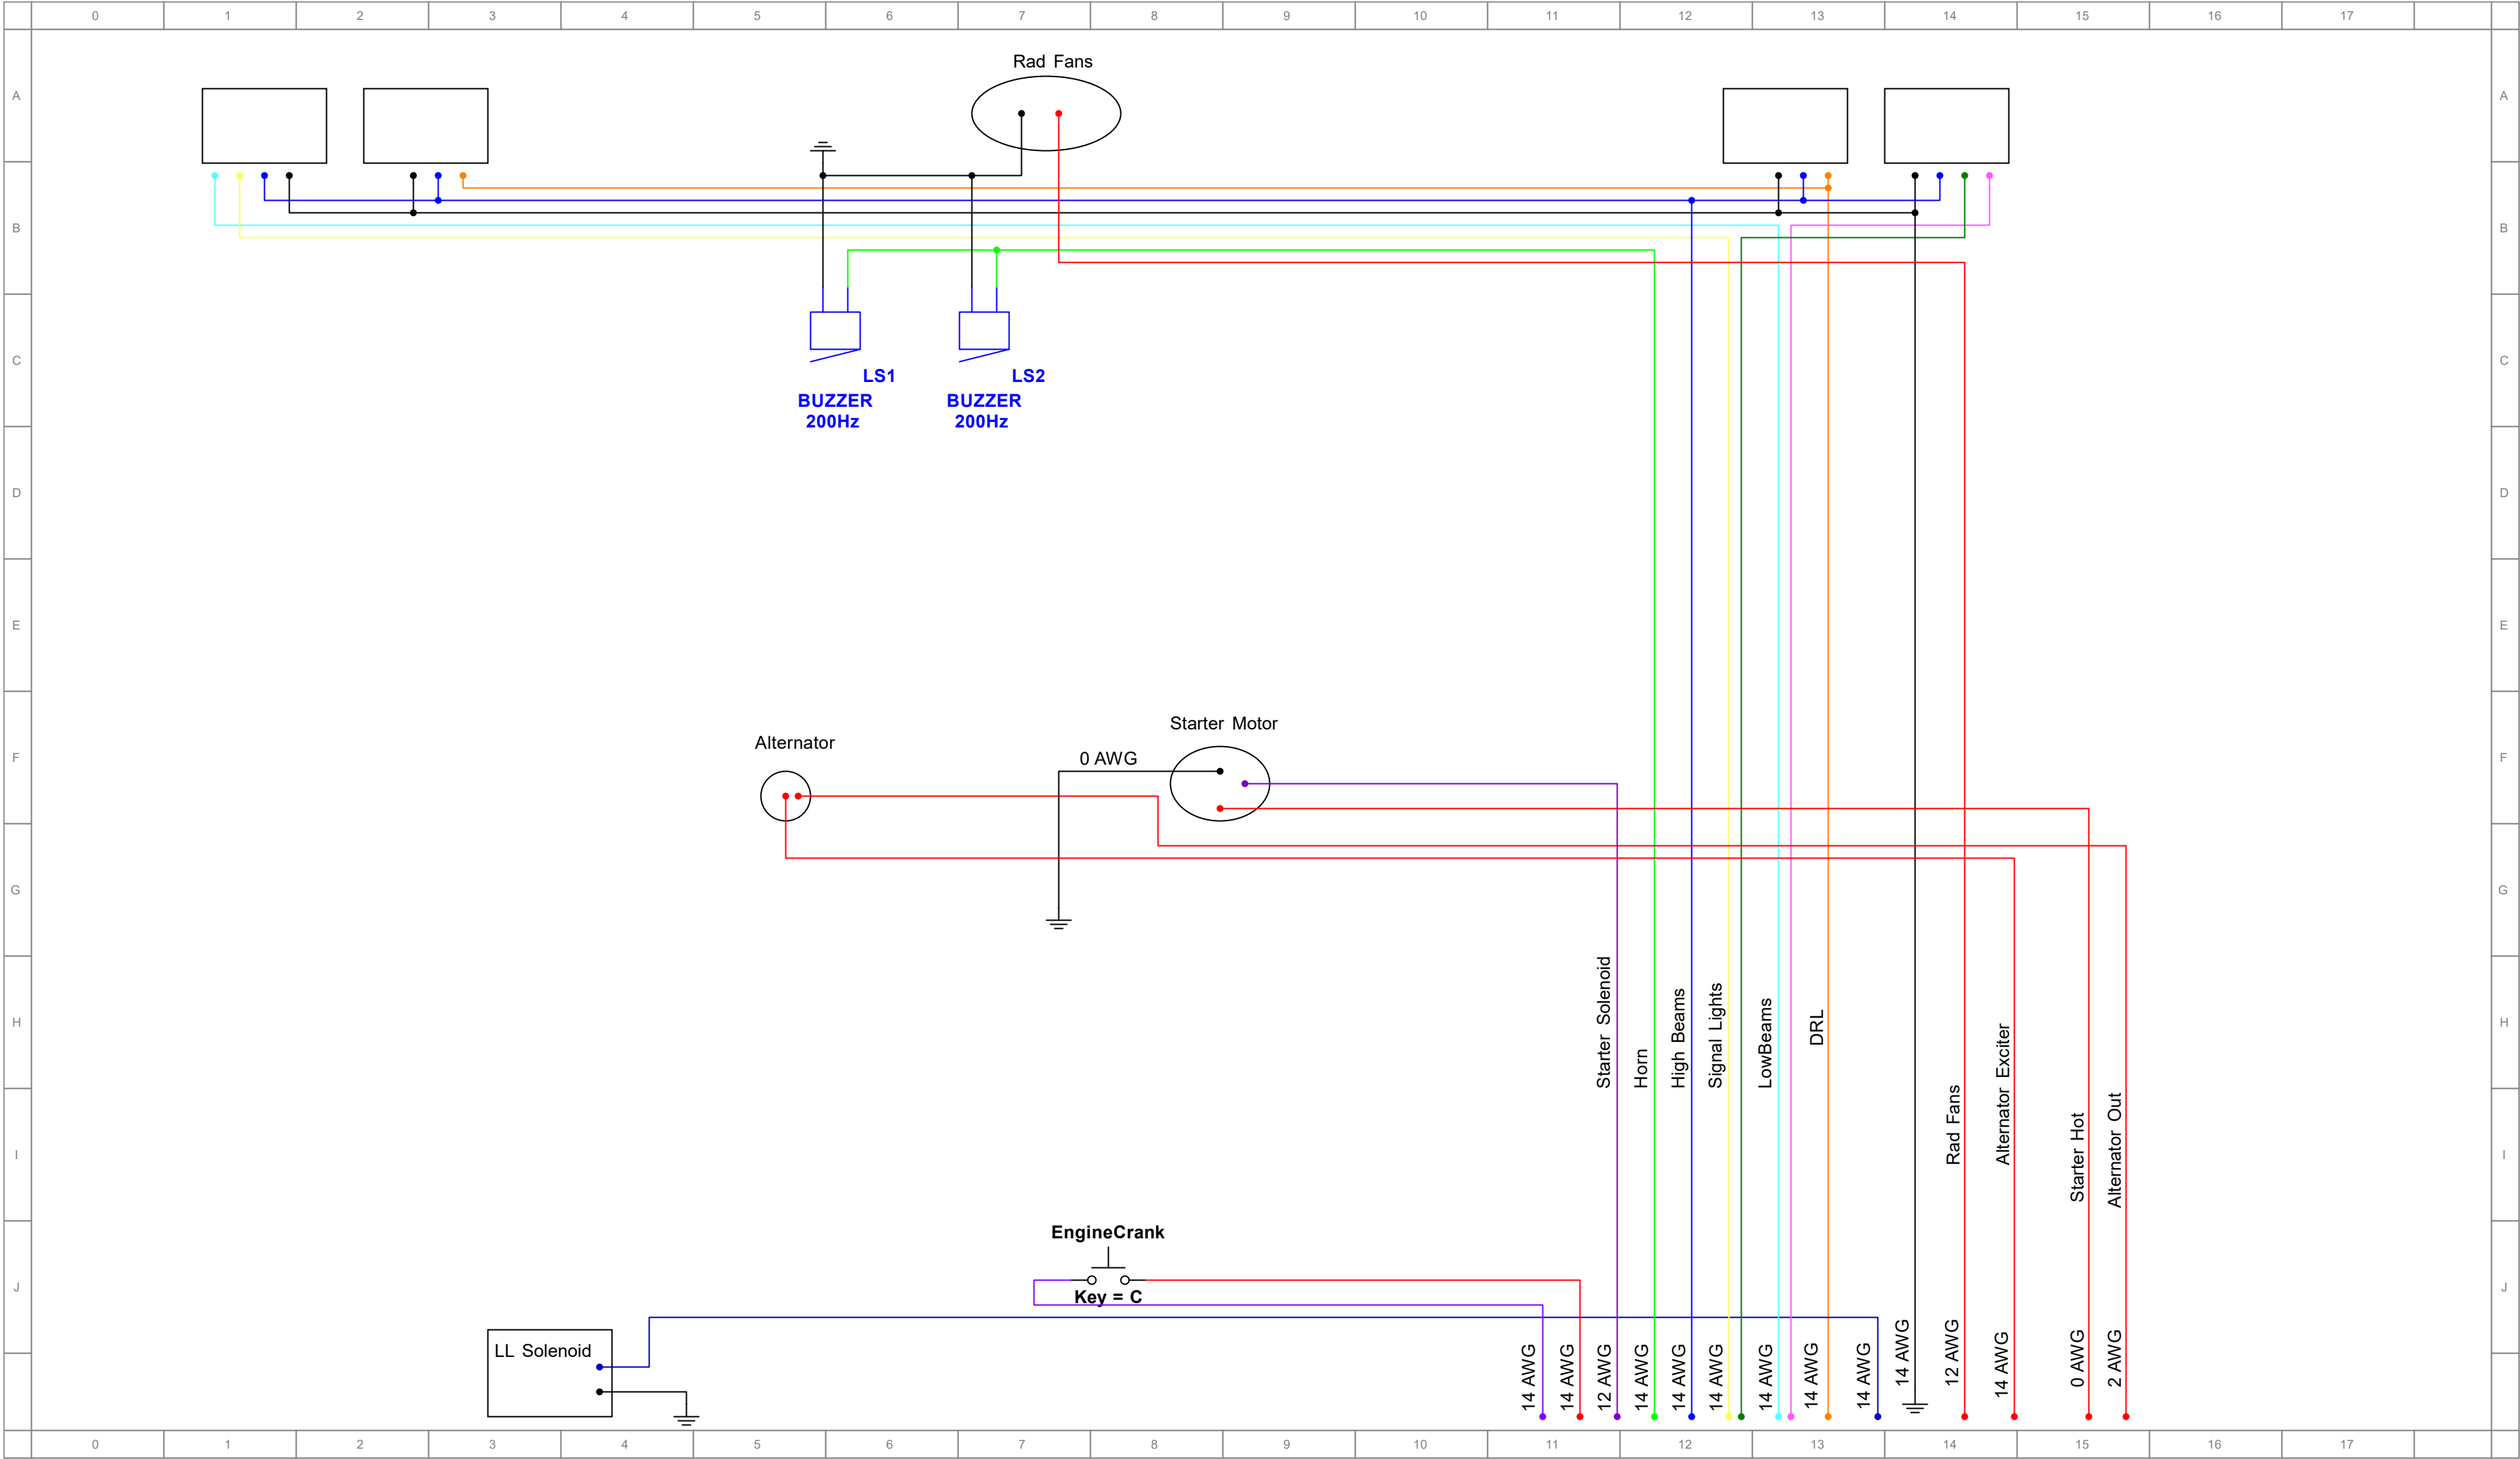 0 1 2 3 4 5 6 7 8 9 10 11 12 13 14 15 16 17
A A
B B
C C
D D
E E
F F
G G
H H
I I
J J
Rad Fans
LS1
BUZZER
200Hz
LS2
BUZZER
200Hz
Alternator
0 AWG
Starter Motor
Starter Solenoid
Horn
High Beams
Signal Lights
LowBeams
DRL
Rad Fans
Alternator Exciter
Starter Hot
Alternator Out
EngineCrank
Key = C
LL Solenoid
14 AWG
14 AWG
12 AWG
14 AWG
14 AWG
14 AWG
14 AWG
14 AWG
14 AWG
14 AWG
12 AWG
14 AWG
0 AWG
2 AWG
0 1 2 3 4 5 6 7 8 9 10 11 12 13 14 15 16 17